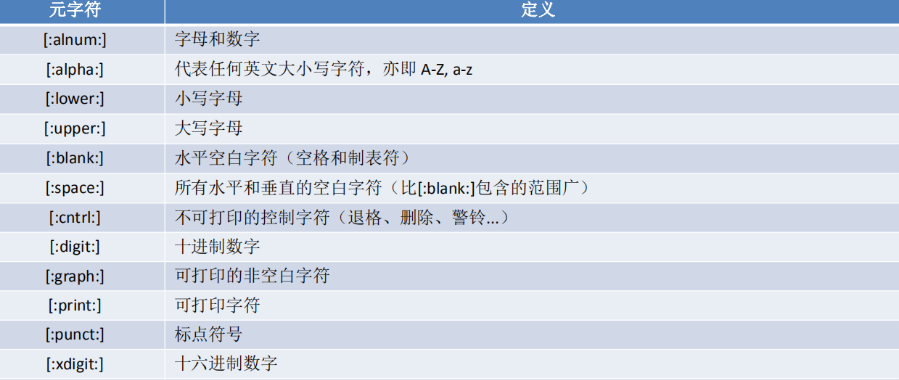 元字符 定义
[:alnum:] 字母和数字
[:alpha:] 代表任何英文大小写字符，亦即 A-Z, a-z
[:lower:] 小写字母
[:upper:] 大写字母
[:blank:] 水平空白字符（空格和制表符）
[:space:] 所有水平和垂直的空白字符（比[:blank:]包含的范围广）
[:cntrl:] 不可打印的控制字符（退格、删除、警铃...）
[:digit:] 十进制数字
[:graph:] 可打印的非空白字符
[:print:] 可打印字符
[:punct:] 标点符号
[:xdigit:] 十六进制数字